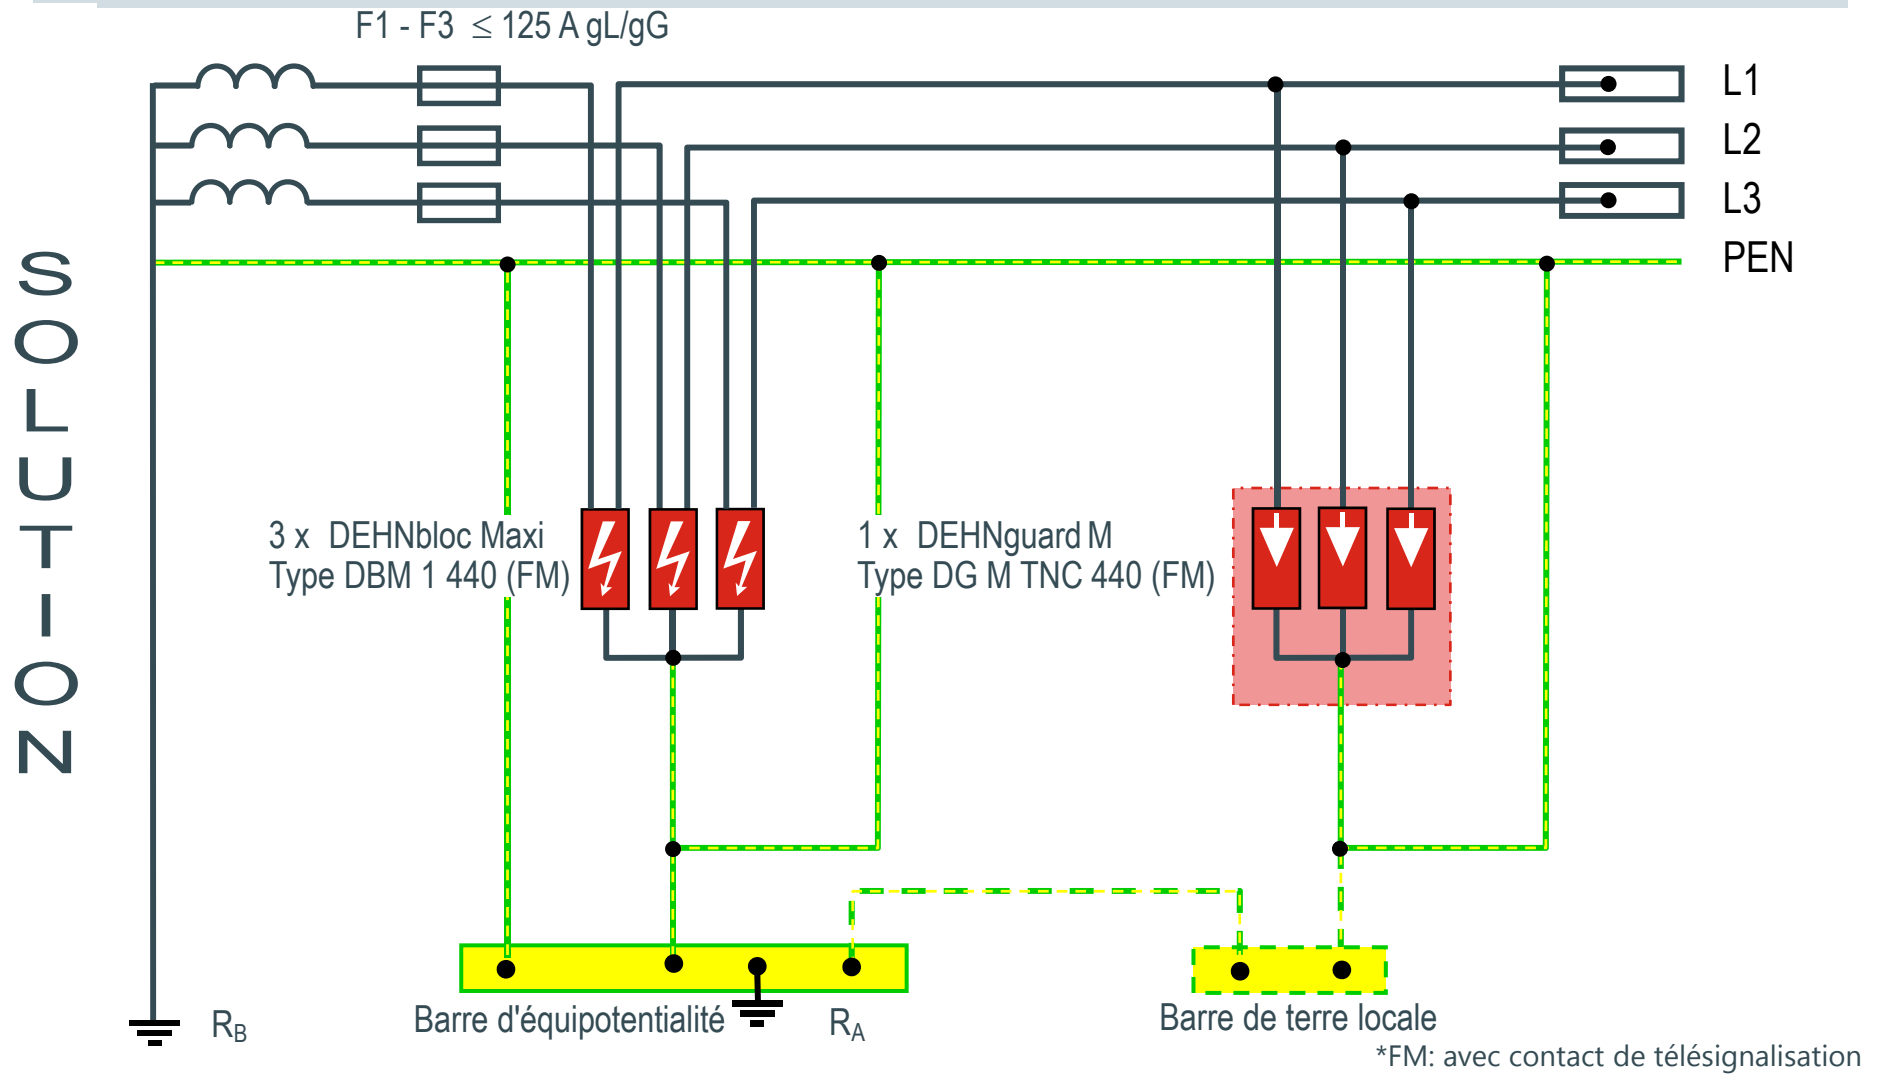 F1 - F3 ≤ 125 A gL/gG
L1
L2
L3
PEN
SOLUTION
3 x DEHNbloc Maxi
Type DBM 1 440 (FM)
1 x DEHNguard M
Type DG M TNC 440 (FM)
RB
Barre d'équipotentialité
RA
Barre de terre locale
*FM: avec contact de télésignalisation